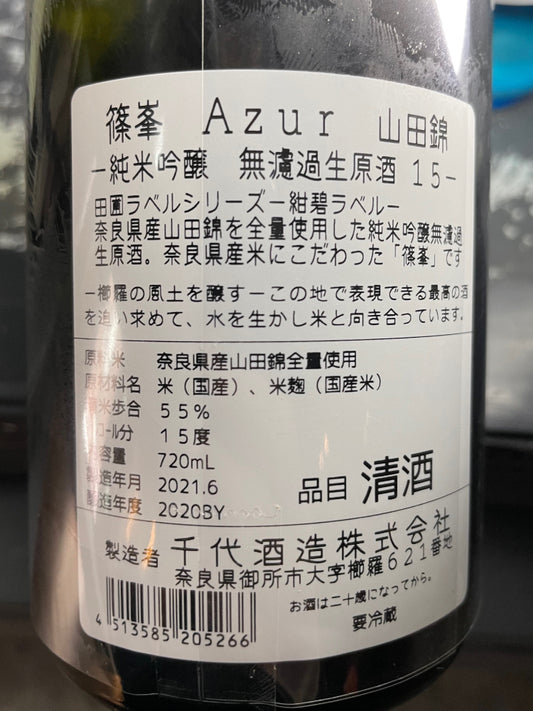 篠峯 Azur 山田錦
－純米吟醸 無濾過生原酒 15－
田圃ラベルシリーズー紺碧ラベルー
奈良県産山田錦を全量使用した純米吟醸無濾過
生原酒。奈良県産米にこだわった「篠峯」です
－櫛羅の風土を醸すーこの地で表現できる最高の酒
を追い求めて、水を生かし米と向き合っています。
原料米 奈良県産山田錦全量使用
原材料名 米（国産）、米麹（国産米）
精米歩合 55％
アルコール分 15度
内容量 720mL
製造年月 2021.6
醸造年度 2020BY
品目 清酒
製造者 千代酒造株式会社
奈良県御所市大字櫛羅621番地
お酒は二十歳になってから。
要冷蔵
4 513585 205266